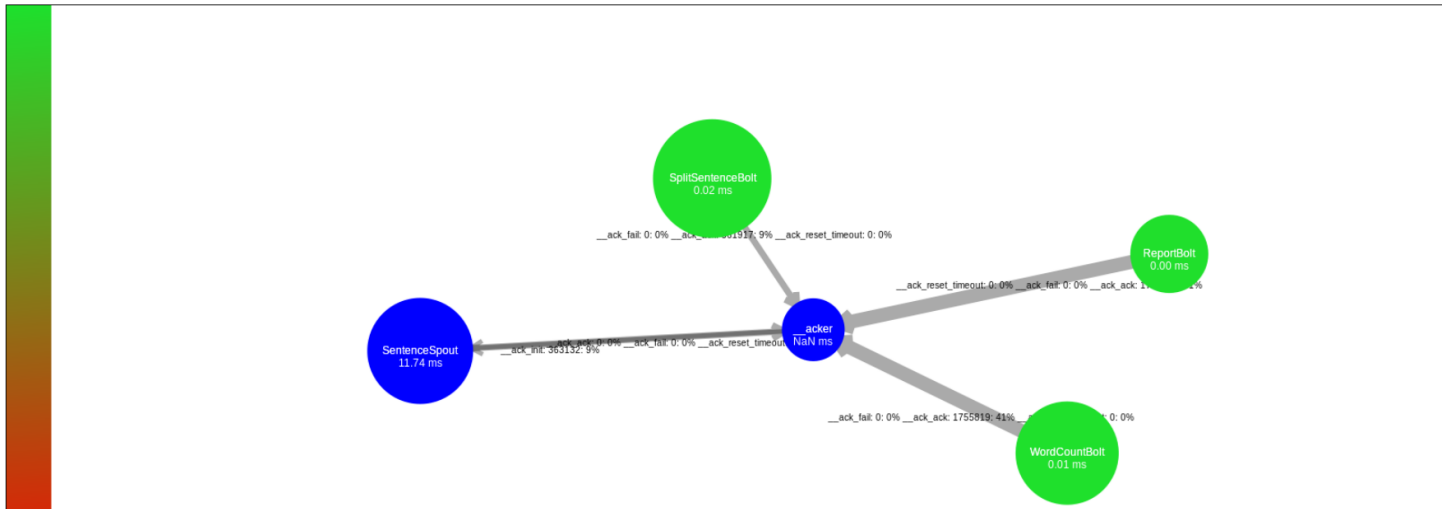 SplitSentenceBolt
0.02 ms
__ack_fail: 0: 0% 9% __ack_reset_timeout: 0: 0%
ReportBolt
0.00 ms
__ack_reset_timeout: 0: 0% __ack_fail: 0: 0% __ack_ack:
__acker
NaN ms
SentenceSpout
11.74 ms
__ack_ack: 0: 0% __ack_fail: 0: 0% __ack_reset_timeout
__ack_init: 363132: 9%
__ack_fail: 0: 0% __ack_ack: 1755819: 41% 0: 0%
WordCountBolt
0.01 ms